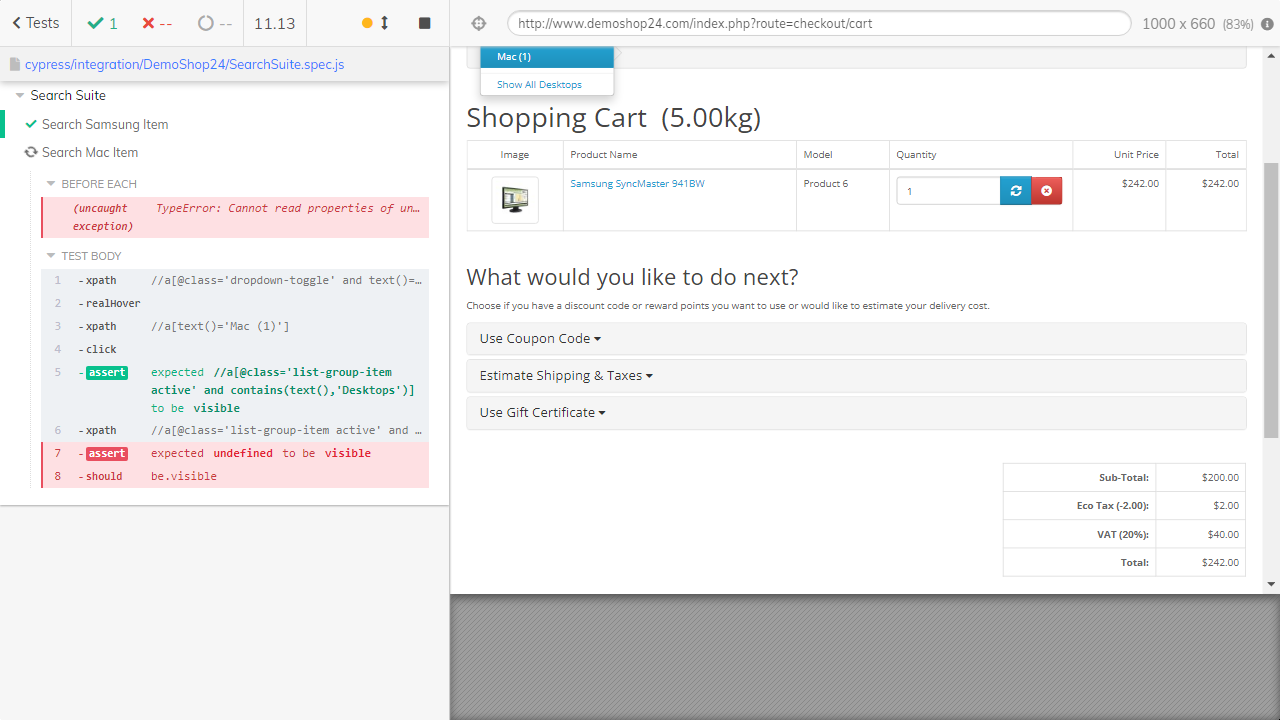 Tests 1 -- -- 11.13
cypress/integration/DemoShop24/SearchSuite.spec.js
Search Suite
Search Samsung Item
Search Mac Item
BEFORE EACH
(uncaught exception) TypeError: Cannot read properties of un…
TEST BODY
1 -xpath //a[@class='dropdown-toggle' and text()=…
2 -realHover
3 -xpath //a[text()='Mac (1)']
4 -click
5 -assert expected //a[@class='list-group-item
active' and contains(text(),'Desktops')]
to be visible
6 -xpath //a[@class='list-group-item active' and …
7 -assert expected undefined to be visible
8 -should be.visible
http://www.demoshop24.com/index.php?route=checkout/cart
1000 x 660 (83%)
Mac (1)
Show All Desktops
Shopping Cart (5.00kg)
Image Product Name Model Quantity Unit Price Total
Samsung SyncMaster 941BW Product 6 1 $242.00 $242.00
What would you like to do next?
Choose if you have a discount code or reward points you want to use or would like to estimate your delivery cost.
Use Coupon Code
Estimate Shipping & Taxes
Use Gift Certificate
Sub-Total: $200.00
Eco Tax (-2.00): $2.00
VAT (20%): $40.00
Total: $242.00